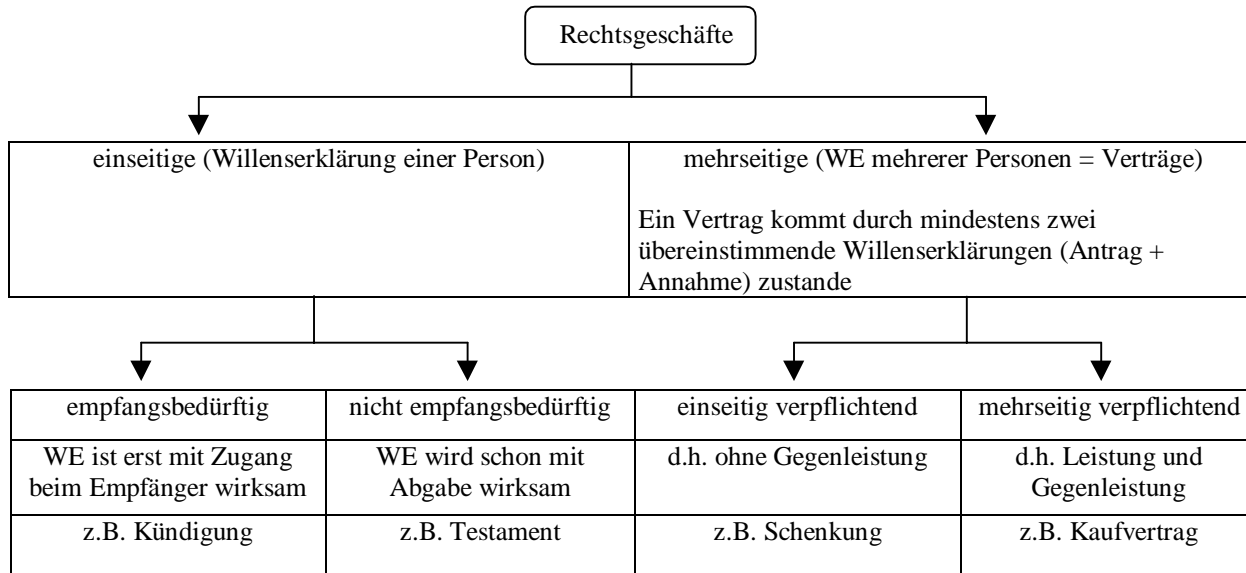 Rechtsgeschäfte
einseitige (Willenserklärung einer Person)
mehrseitige (WE mehrerer Personen = Verträge)
Ein Vertrag kommt durch mindestens zwei
übereinstimmende Willenserklärungen (Antrag +
Annahme) zustande
empfangsbedürftig
nicht empfangsbedürftig
einseitig verpflichtend
mehrseitig verpflichtend
WE ist erst mit Zugang
beim Empfänger wirksam
WE wird schon mit
Abgabe wirksam
d.h. ohne Gegenleistung
d.h. Leistung und
Gegenleistung
z.B. Kündigung
z.B. Testament
z.B. Schenkung
z.B. Kaufvertrag